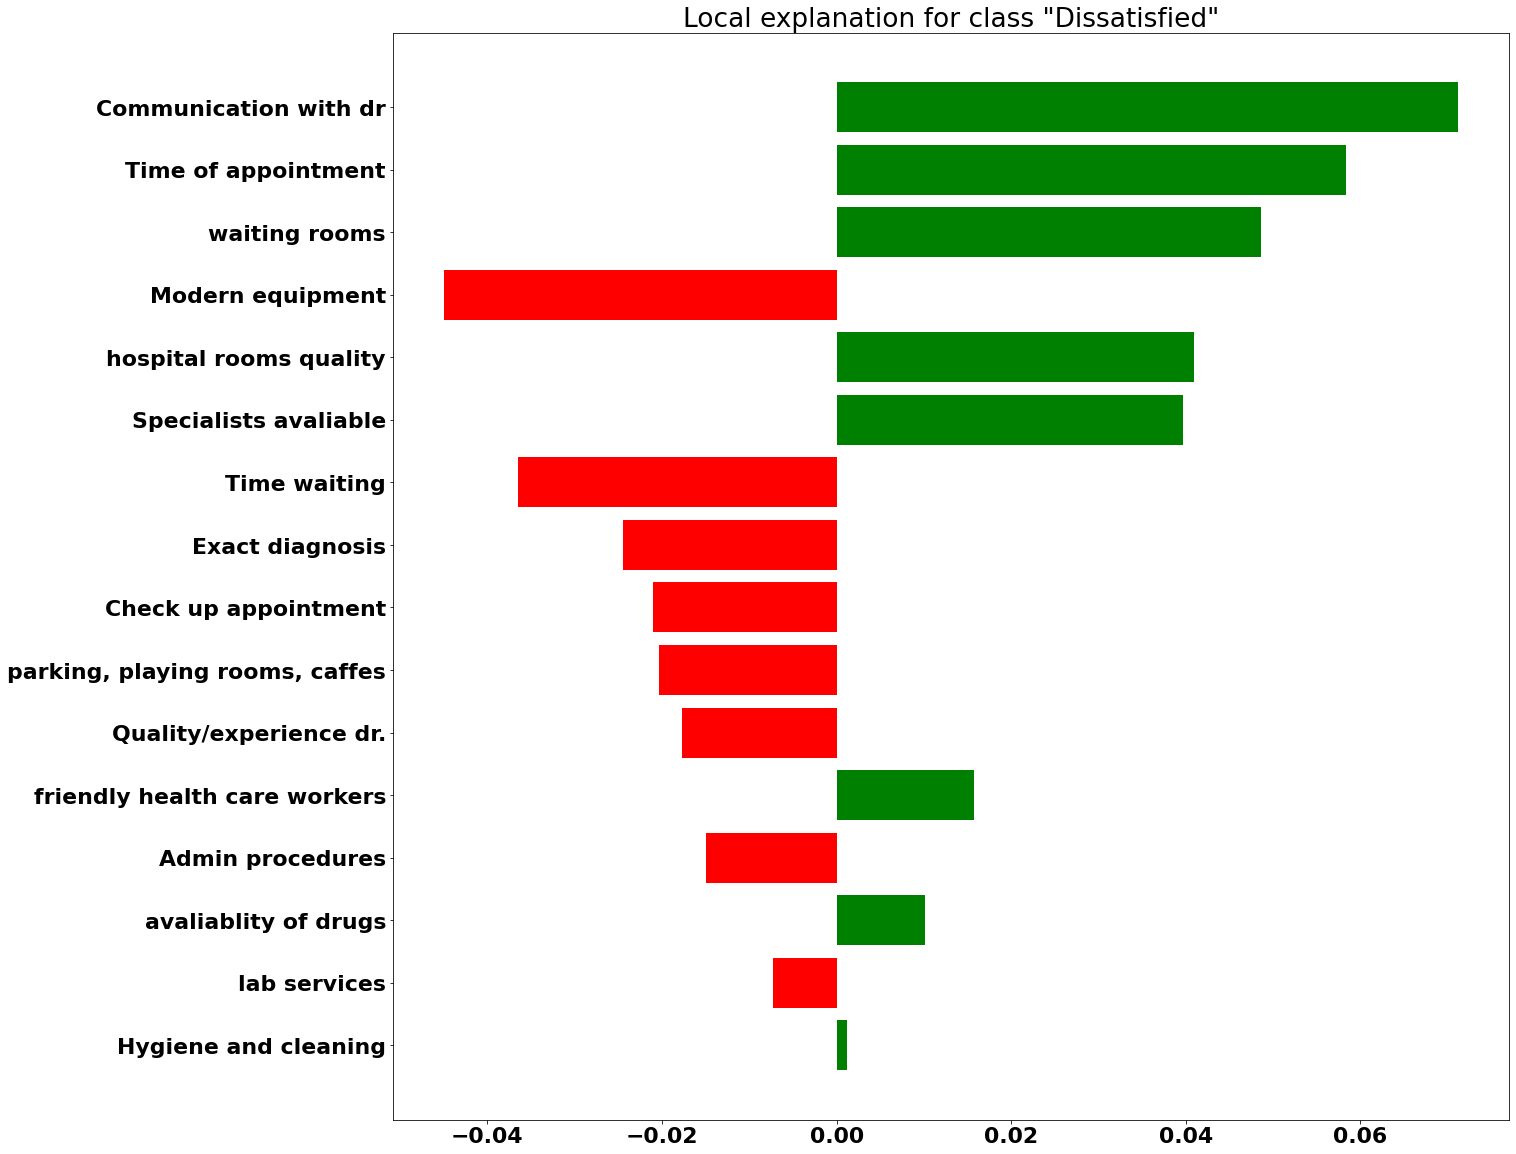 Local explanation for class "Dissatisfied"
Communication with dr
Time of appointment
waiting rooms
Modern equipment
hospital rooms quality
Specialists avaliable
Time waiting
Exact diagnosis
Check up appointment
parking, playing rooms, caffes
Quality/experience dr.
friendly health care workers
Admin procedures
avaliablity of drugs
lab services
Hygiene and cleaning
−0.04 −0.02 0.00 0.02 0.04 0.06